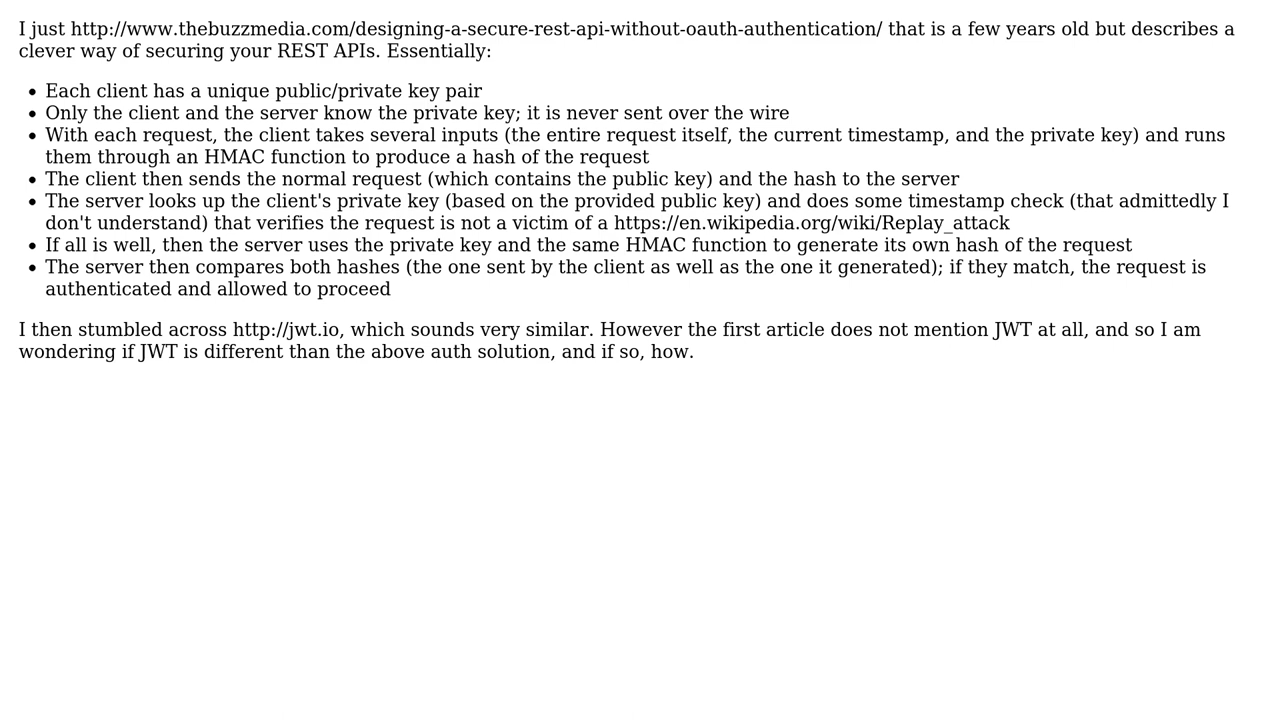 I just http://www.thebuzzmedia.com/designing-a-secure-rest-api-without-oauth-authentication/ that is a few years old but describes a
clever way of securing your REST APIs. Essentially:
• Each client has a unique public/private key pair
• Only the client and the server know the private key; it is never sent over the wire
• With each request, the client takes several inputs (the entire request itself, the current timestamp, and the private key) and runs
them through an HMAC function to produce a hash of the request
• The client then sends the normal request (which contains the public key) and the hash to the server
• The server looks up the client's private key (based on the provided public key) and does some timestamp check (that admittedly I
don't understand) that verifies the request is not a victim of a https://en.wikipedia.org/wiki/Replay_attack
• If all is well, then the server uses the private key and the same HMAC function to generate its own hash of the request
• The server then compares both hashes (the one sent by the client as well as the one it generated); if they match, the request is
authenticated and allowed to proceed
I then stumbled across http://jwt.io, which sounds very similar. However the first article does not mention JWT at all, and so I am
wondering if JWT is different than the above auth solution, and if so, how.